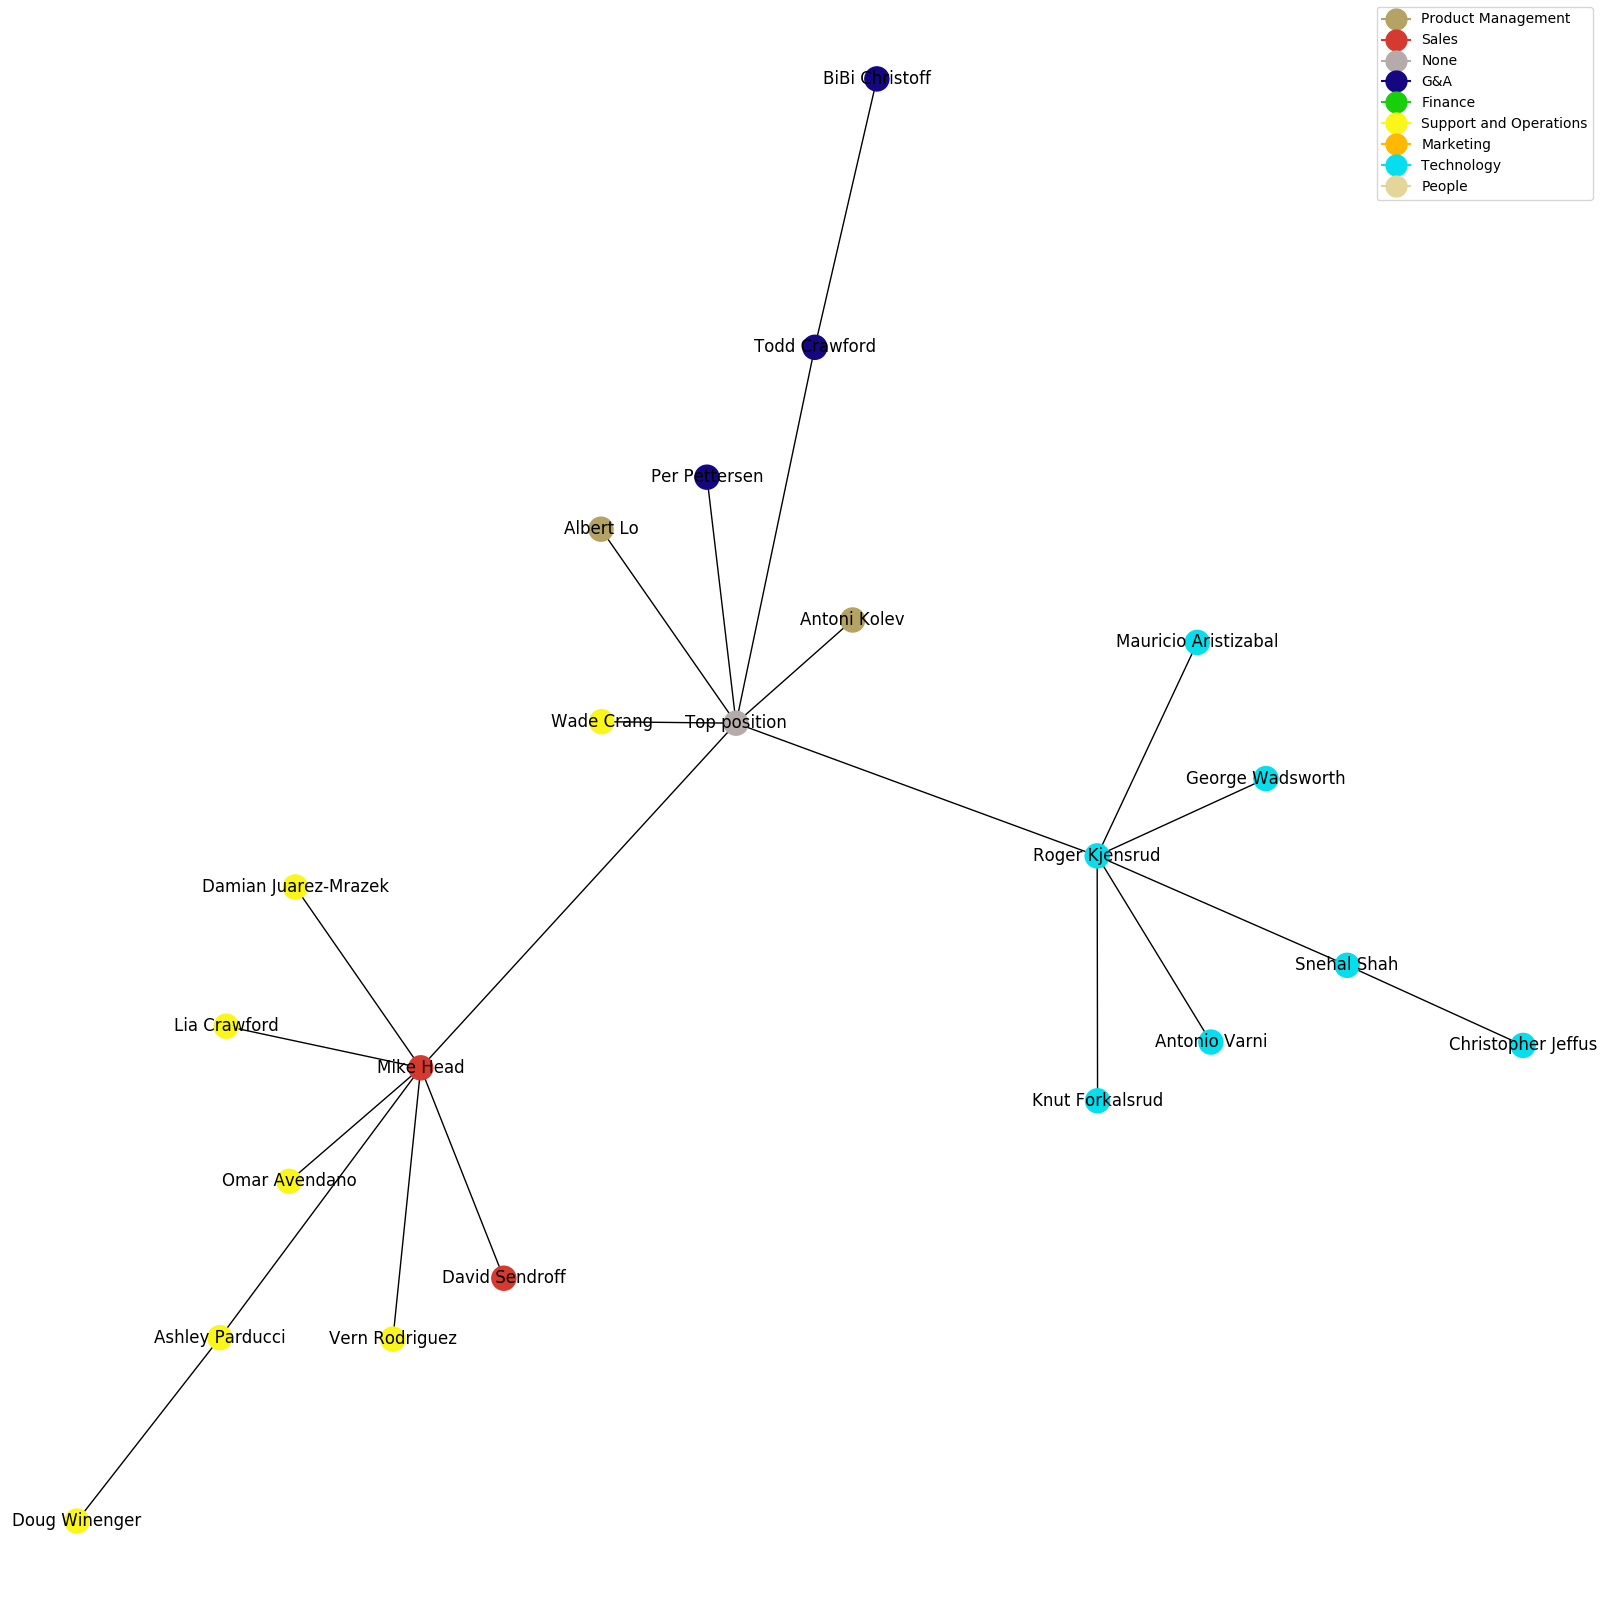 Product Management
Sales
None
G&A
Finance
Support and Operations
Marketing
Technology
People
BiBi Christoff
Todd Crawford
Per Pettersen
Albert Lo
Antoni Kolev
Mauricio Aristizabal
Wade Crang
Top position
George Wadsworth
Roger Kjensrud
Damian Juarez-Mrazek
Snehal Shah
Lia Crawford
Antonio Varni
Christopher Jeffus
Mike Head
Knut Forkalsrud
Omar Avendano
David Sendroff
Ashley Parducci
Vern Rodriguez
Doug Winenger